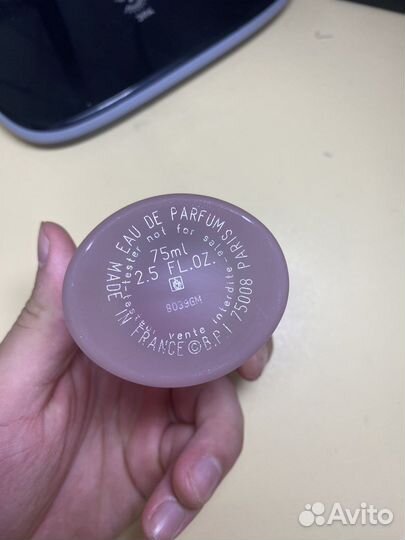 EAU DE PARFUM
PARIS 75008
MADE IN FRANCE © B.P.I
tester not for sale
testeur vente interdite
75ml
2.5 FL.OZ.
8039GM
Avito